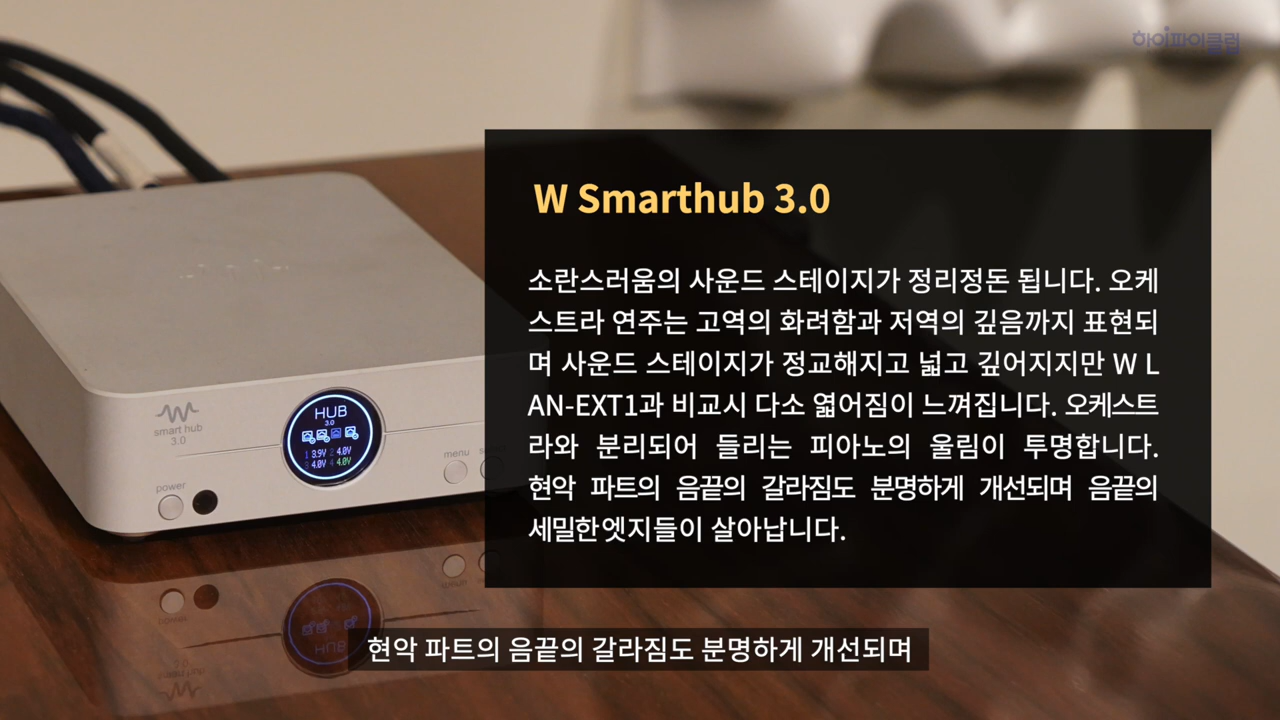 하이파이클럽
W Smarthub 3.0
소란스러움의 사운드 스테이지가 정리정돈 됩니다. 오케
스트라 연주는 고역의 화려함과 저역의 깊음까지 표현되
며 사운드 스테이지가 정교해지고 넓고 깊어지지만 W L
AN-EXT1과 비교시 다소 엷어짐이 느껴집니다. 오케스트
라와 분리되어 들리는 피아노의 울림이 투명합니다.
현악 파트의 음끝의 갈라짐도 분명하게 개선되며 음끝의
세밀한엣지들이 살아납니다.
HUB
3.0
1 3.9V 2 4.0V
3 4.0V 4 4.0V
smart hub
3.0
menu
power
현악 파트의 음끝의 갈라짐도 분명하게 개선되며